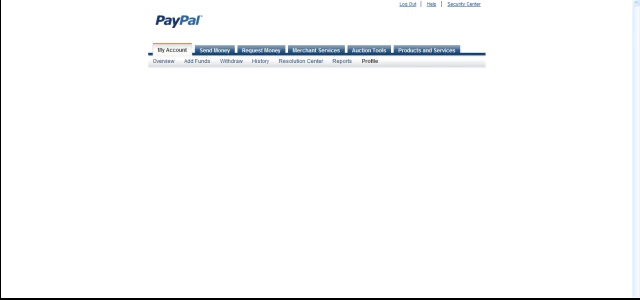 Log Out | Help | Security Center
PayPal
My Account Send Money Request Money Merchant Services Auction Tools Products and Services
Overview Add Funds Withdraw History Resolution Center Reports Profile